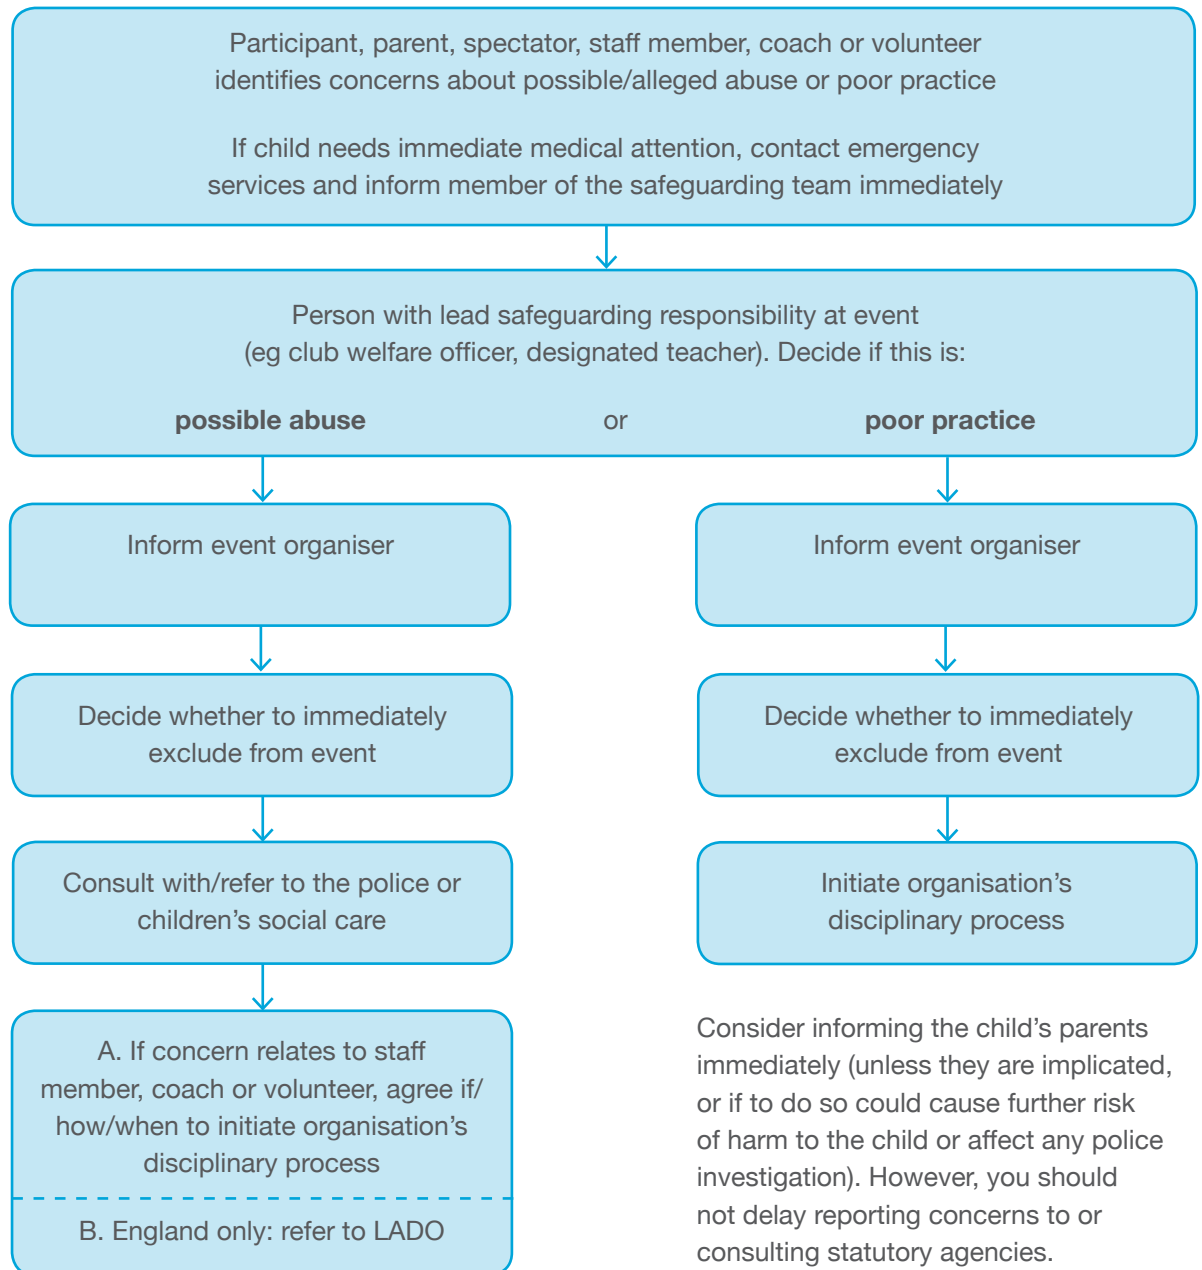 Participant, parent, spectator, staff member, coach or volunteer
identifies concerns about possible/alleged abuse or poor practice
If child needs immediate medical attention, contact emergency
services and inform member of the safeguarding team immediately
Person with lead safeguarding responsibility at event
(eg club welfare officer, designated teacher). Decide if this is:
possible abuse or poor practice
Inform event organiser
Decide whether to immediately
exclude from event
Consult with/refer to the police or
children’s social care
A. If concern relates to staff
member, coach or volunteer, agree if/
how/when to initiate organisation’s
disciplinary process
B. England only: refer to LADO
Inform event organiser
Decide whether to immediately
exclude from event
Initiate organisation’s
disciplinary process
Consider informing the child’s parents
immediately (unless they are implicated,
or if to do so could cause further risk
of harm to the child or affect any police
investigation). However, you should
not delay reporting concerns to or
consulting statutory agencies.